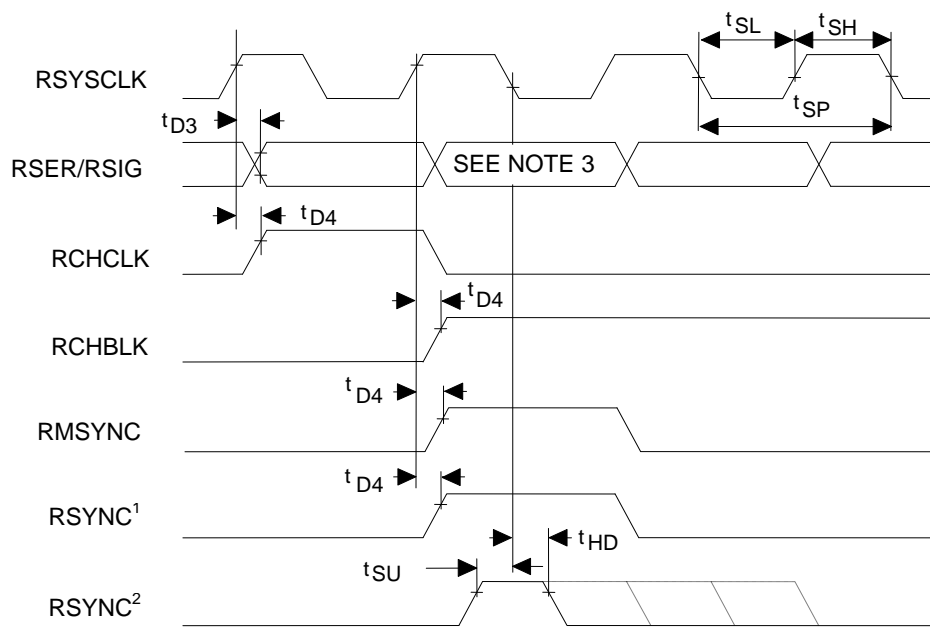 tSL tSH
RSYSCLK
tSP
tD3
RSER/RSIG SEE NOTE 3
tD4
RCHCLK
tD4
RCHBLK
tD4
RMSYNC
tD4
RSYNC1
tHD
tSU
RSYNC2